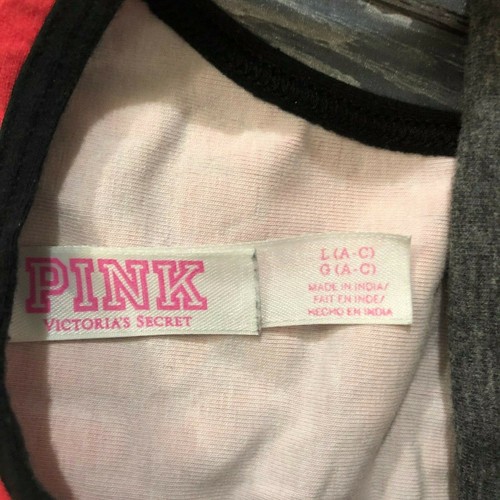 PINK
VICTORIA'S SECRET
L (A-C)
G (A-C)
MADE IN INDIA/
FAIT EN INDE/
HECHO EN INDIA